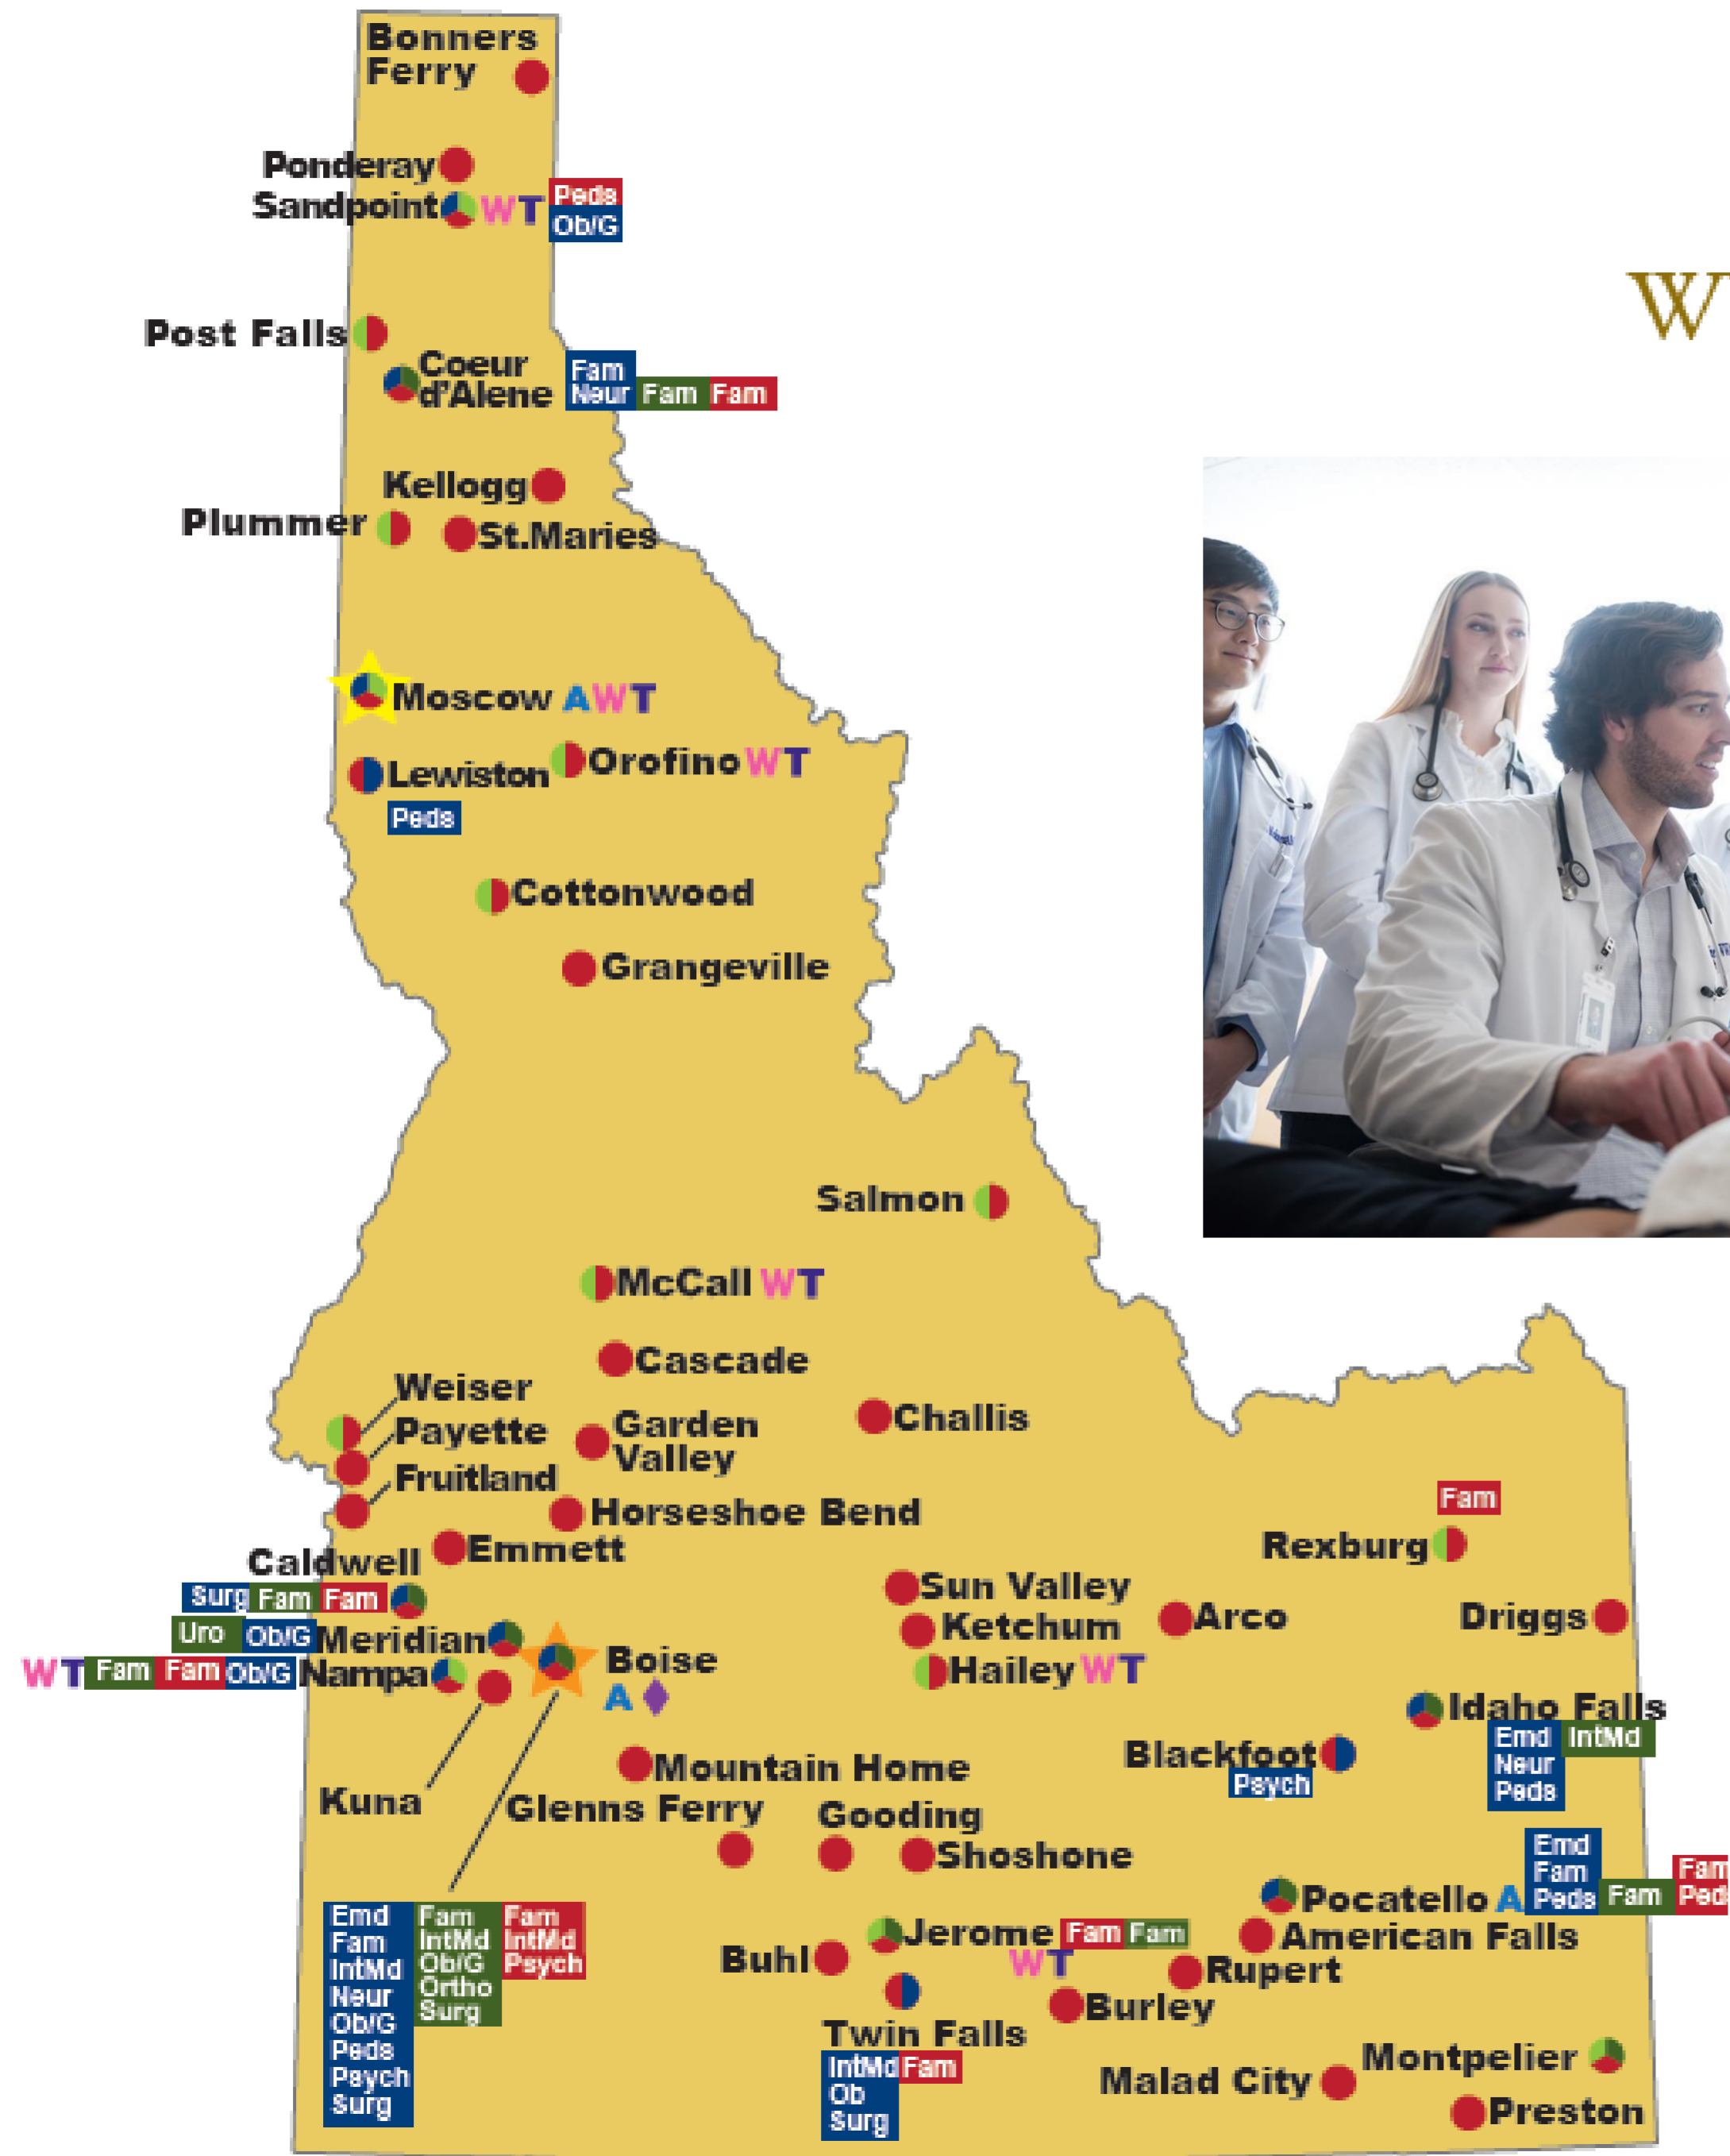 Bonners
Ferry
Ponderay
Sandpoint WT Peds
Ob/G
W
Post Falls
Coeur
d'Alene
Fam
Neur Fam Fam
Kellogg
Plummer
St.Maries
Moscow AWT
Orofino WT
Lewiston
Peds
Cottonwood
Grangeville
Salmon
McCall WT
Cascade
Weiser
Payette
Fruitland
Garden
Valley
Challis
Horseshoe Bend
Emmett
Fam
Rexburg
Caldwell
Surg Fam Fam
Uro Ob/G Meridian
WT Fam Fam Ob/G Nampa
Boise
A
Sun Valley
Ketchum
Hailey WT
Arco
Driggs
Idaho Falls
Emd IntMd
Neur
Peds
Blackfoot
Psych
Kuna
Mountain Home
Glenns Ferry
Gooding
Shoshone
Emd
Fam
Peds Fam
Fam
Ped
Pocatello A
American Falls
Jerome Fam Fam
WT
Buhl
Rupert
Burley
Twin Falls
IntMd Fam
Ob
Surg
Emd
Fam
IntMd
Neur
Ob/G
Peds
Psych
Surg
Fam
IntMd
Ob/G
Ortho
Surg
Fam
IntMd
Psych
Montpelier
Malad City
Preston